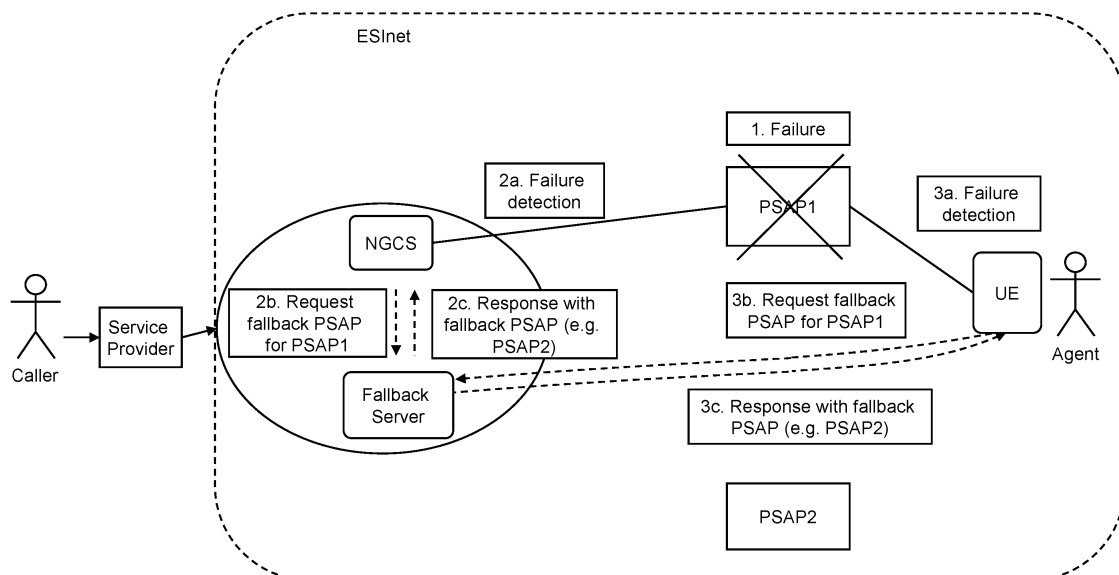 ESInet
1. Failure
2a. Failure
detection
PSAP1
3a. Failure
detection
NGCS
2b. Request
fallback PSAP
for PSAP1
2c. Response with
fallback PSAP (e.g.
PSAP2)
3b. Request fallback
PSAP for PSAP1
UE
Service
Provider
Caller
Agent
Fallback
Server
3c. Response with fallback
PSAP (e.g. PSAP2)
PSAP2